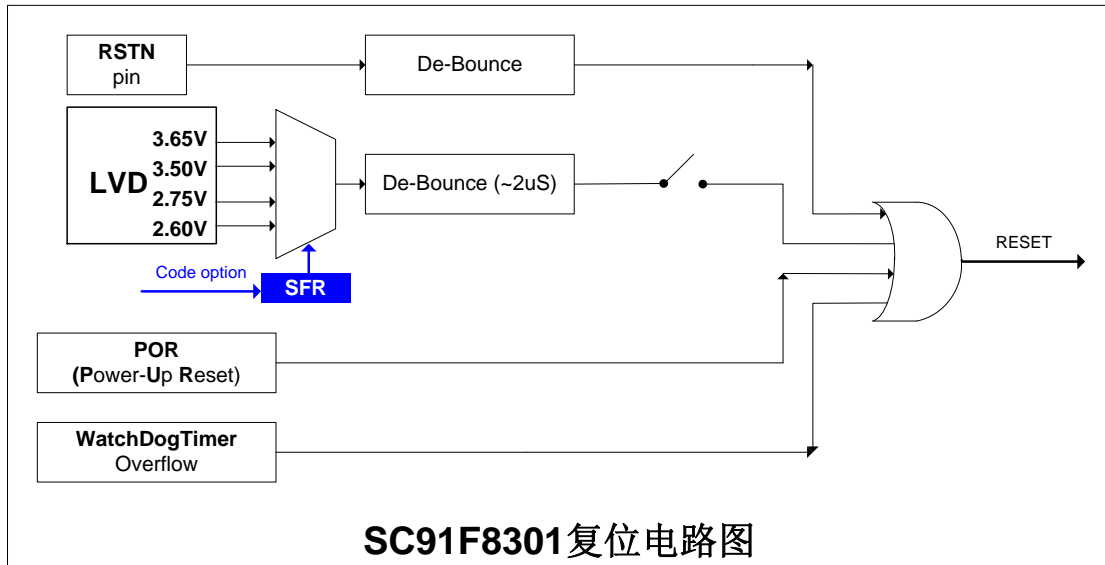 RSTN
pin
De-Bounce
3.65V
3.50V
LVD
2.75V
2.60V
De-Bounce (~2uS)
RESET
Code option
SFR
POR
(Power-Up Reset)
WatchDogTimer
Overflow
SC91F8301复位电路图